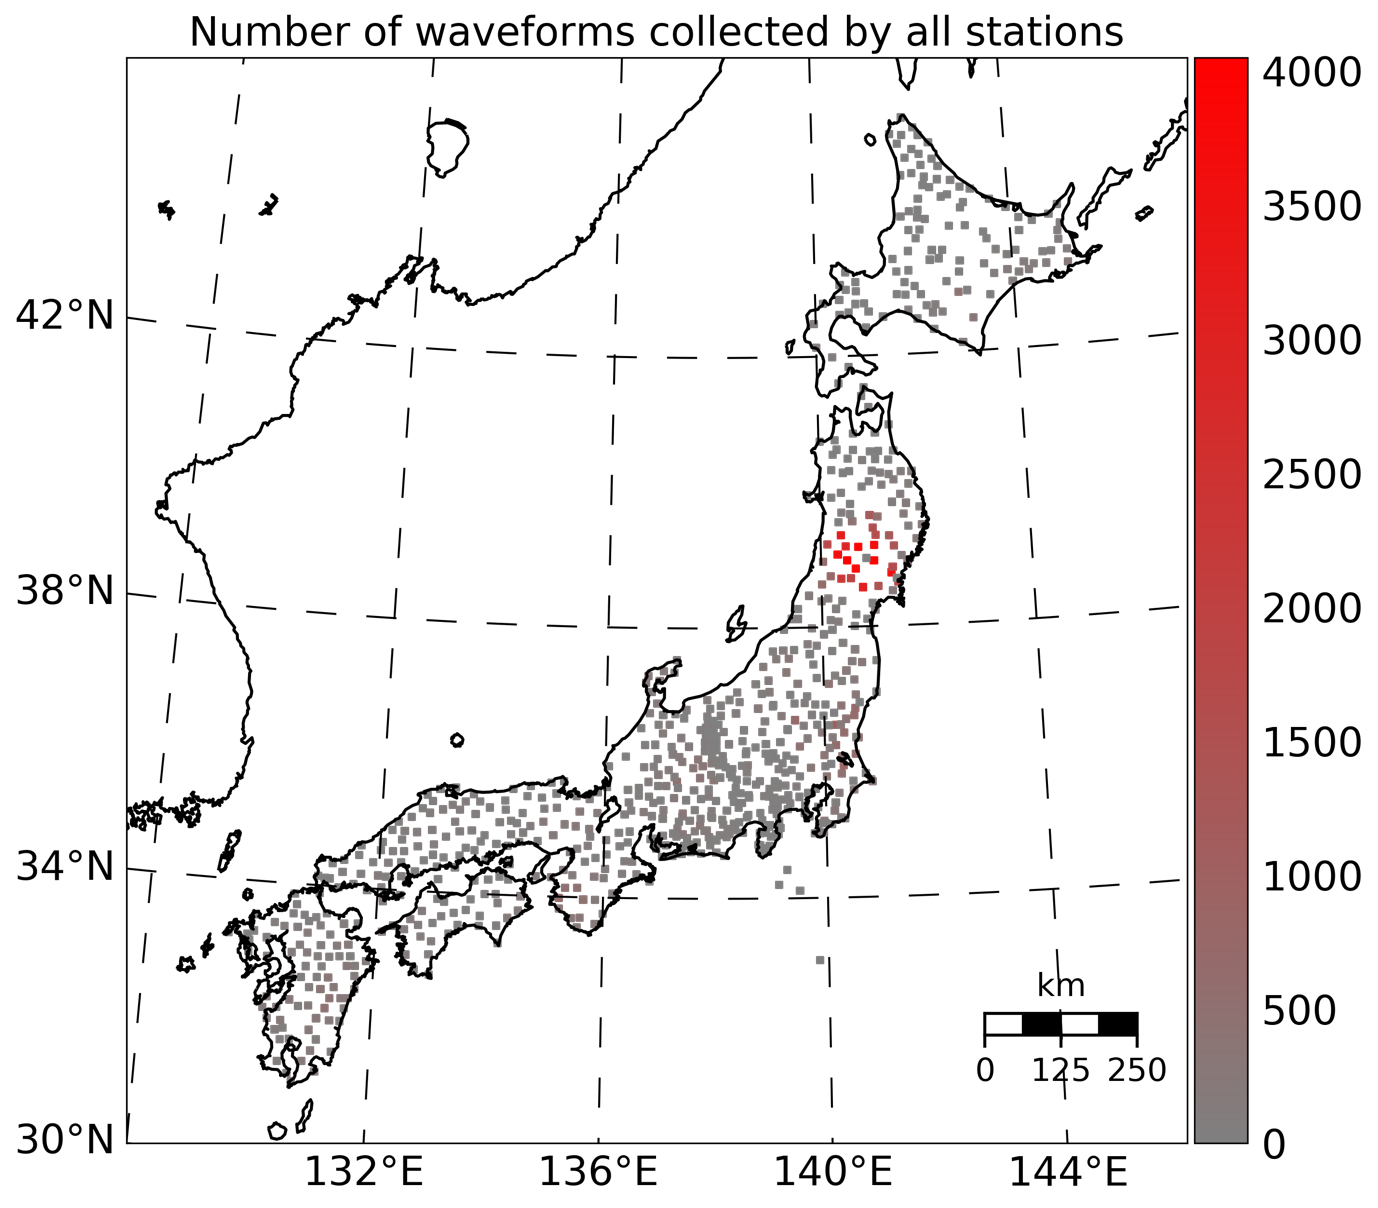 Number of waveforms collected by all stations
4000
3500
3000
2500
2000
1500
1000
500
0
42°N
38°N
34°N
30°N
km
0 125 250
132°E 136°E 140°E 144°E